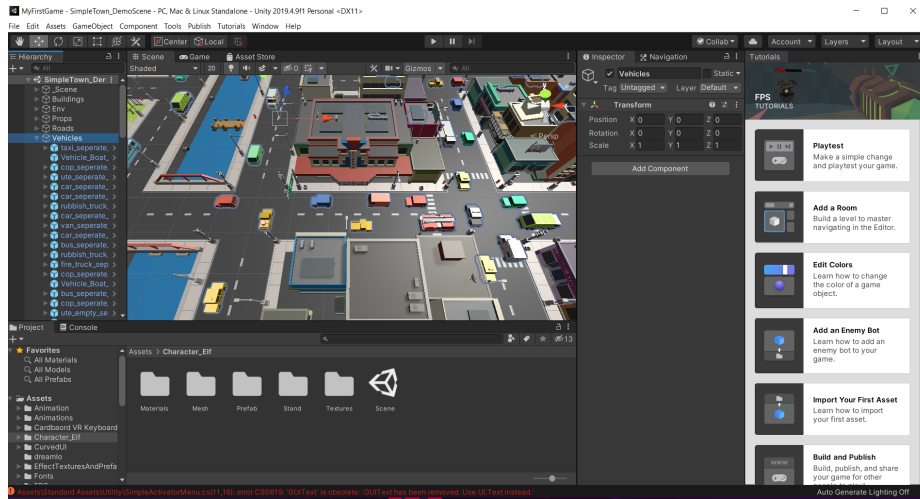 MyFirstGame - SimpleTown_DemoScene - PC, Mac & Linux Standalone - Unity 2019.4.9f1 Personal <DX11>
File Edit Assets GameObject Component Tools Publish Tutorials Window Help
Center Local Collab Account Layers Layout
Hierarchy
All
SimpleTown_Der
_Scene
Buildings
Env
Props
Roads
Vehicles
taxi_seperate_
Vehicle_Boat_
cop_seperate_
ute_seperate_
car_seperate_
rubbish_truck_
car_seperate_
van_seperate_
car_seperate_
bus_seperate_
rubbish_truck_
fire_truck_sep
cop_seperate_
Vehicle_Boat_
bus_seperate_
cop_seperate_
ute_empty_se
Scene Game Asset Store
Shaded 2D 0 Gizmos All
Persp
Inspector Navigation
Vehicles Static
Tag Untagged Layer Default
Transform
Position X 0 Y 0 Z 0
Rotation X 0 Y 0 Z 0
Scale X 1 Y 1 Z 1
Add Component
Tutorials
FPS
TUTORIALS
Playtest
Make a simple change
and playtest your game.
Add a Room
Build a level to master
navigating in the Editor.
Edit Colors
Learn how to change
the color of a game
object.
Add an Enemy Bot
Learn how to add an
enemy bot to your
game.
Import Your First Asset
Learn how to import
your first asset.
WWW
Build and Publish
Build, publish, and share
your game for other
Project Console
13
Favorites
All Materials
All Models
All Prefabs
Assets
Animation
Animations
Cardbaord VR Keyboard
Character_Elf
CurvedUI
dreamlo
EffectTexturesAndPrefa
Fonts
Assets > Character_Elf
Materials Mesh Prefab Stand Textures Scene
Assets\Standard Assets\Utility\SimpleActivatorMenu.cs(11,16): error CS0619: 'GUIText' is obsolete: 'GUIText has been removed. Use UI.Text instead.'
Auto Generate Lighting Off